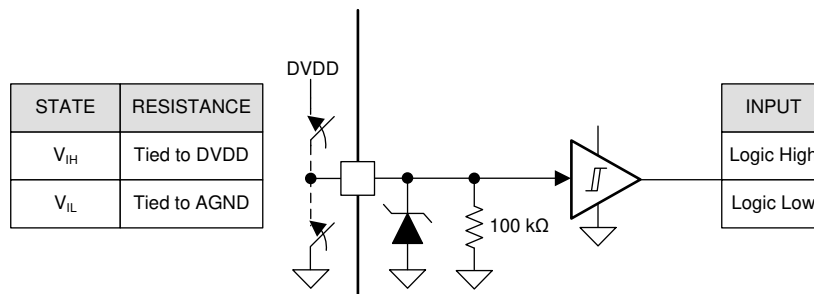 DVDD
STATE RESISTANCE
V_IH Tied to DVDD
V_IL Tied to AGND
100 kΩ
INPUT
Logic High
Logic Low